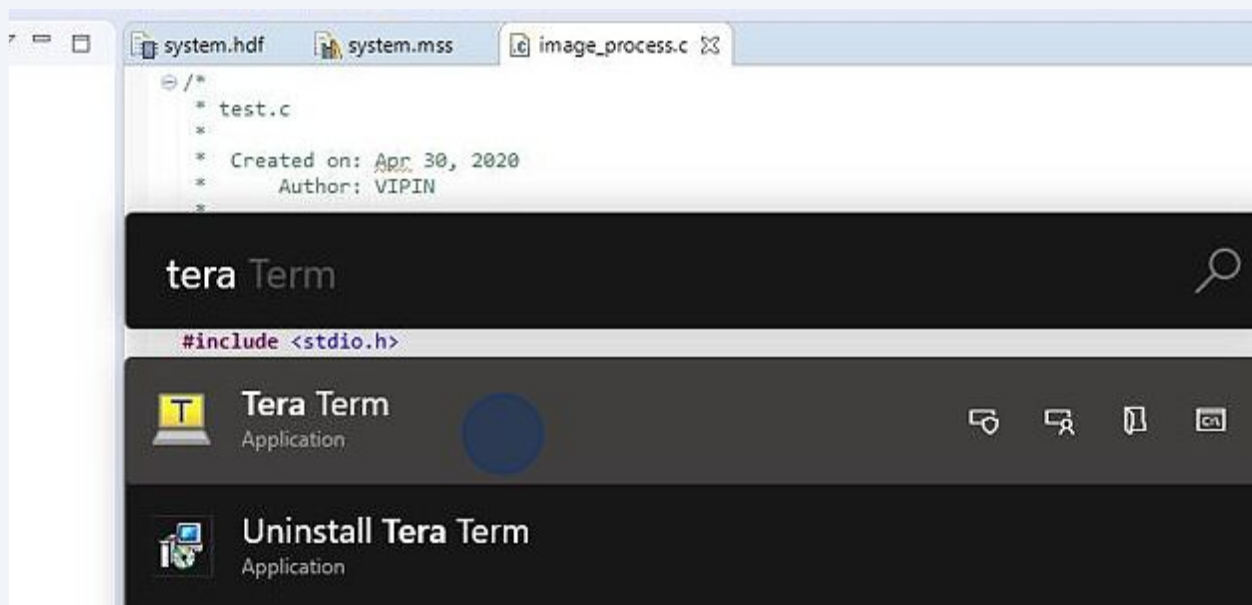 system.hdf system.mss image_process.c
/*
* test.c
*
* Created on: Apr 30, 2020
* Author: VIPIN
*
tera Term
#include <stdio.h>
Tera Term
Application
C:\
Uninstall Tera Term
Application